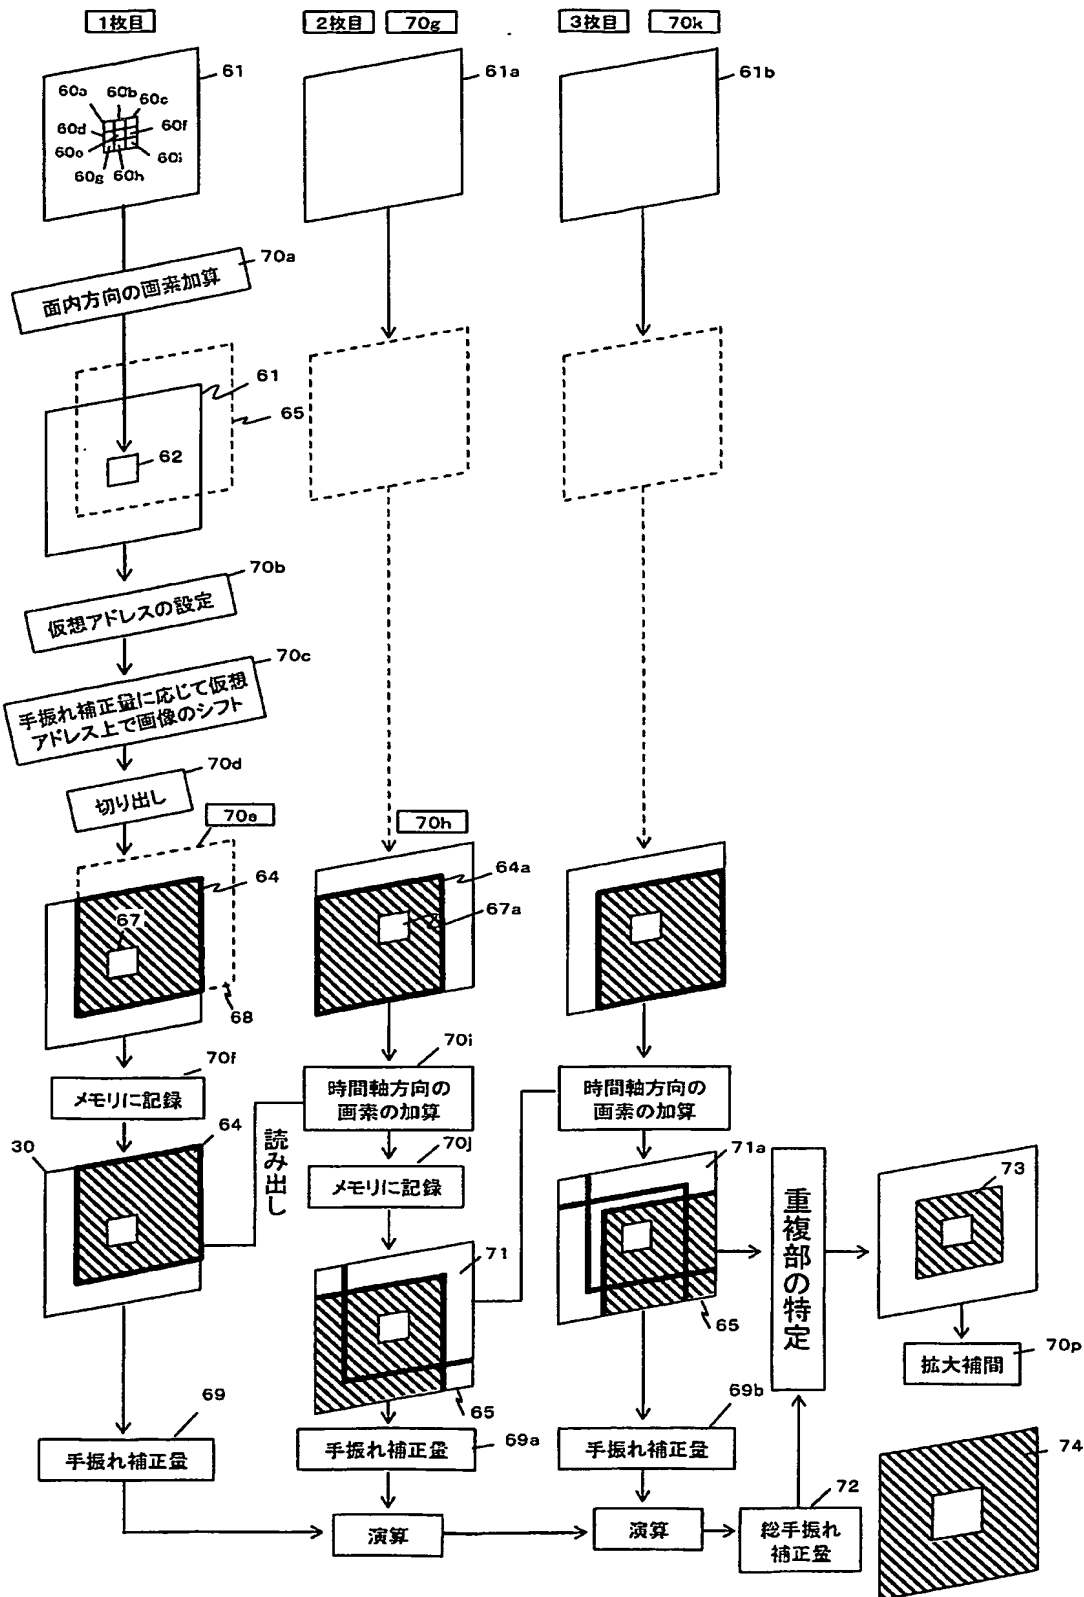 1枚目
2枚目
70g
3枚目
70k
61
61a
61b
60a
60b
60c
60d
60f
60e
60i
60g
60h
70a
面内方向の画素加算
61
65
62
70b
仮想アドレスの設定
70c
手振れ補正量に応じて仮想
アドレス上で画像のシフト
70d
切り出し
70e
70h
64
64a
67
67a
68
70f
メモリに記録
70i
時間軸方向の
画素の加算
時間軸方向の
画素の加算
30
64
読み出し
70j
メモリに記録
71a
重複部の特定
73
71
65
65
70p
拡大補間
69
手振れ補正量
69a
手振れ補正量
69b
手振れ補正量
74
72
演算
演算
総手振れ
補正量